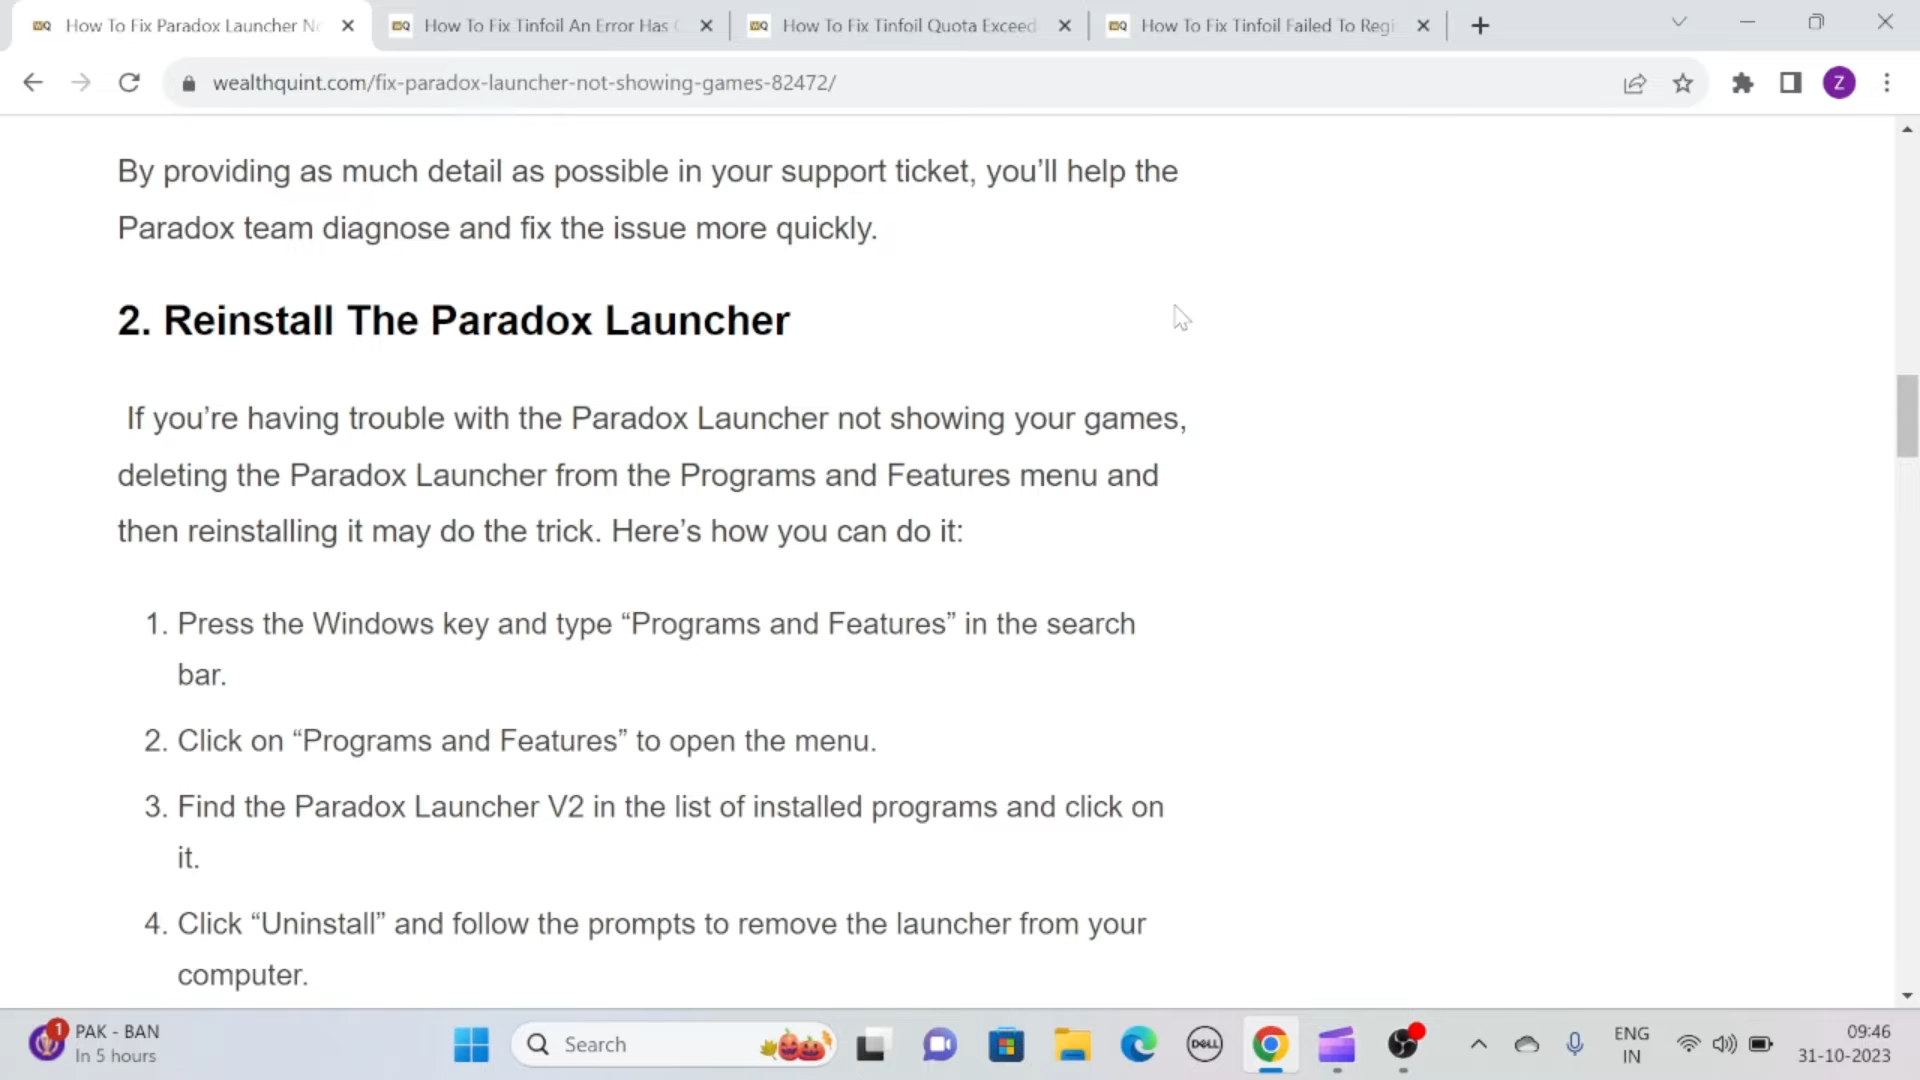 How To Fix Paradox Launcher No
How To Fix Tinfoil An Error Has
How To Fix Tinfoil Quota Exceed
How To Fix Tinfoil Failed To Regi
wealthquint.com/fix-paradox-launcher-not-showing-games-82472/
Z
By providing as much detail as possible in your support ticket, you’ll help the
Paradox team diagnose and fix the issue more quickly.
2. Reinstall The Paradox Launcher
If you’re having trouble with the Paradox Launcher not showing your games,
deleting the Paradox Launcher from the Programs and Features menu and
then reinstalling it may do the trick. Here’s how you can do it:
1. Press the Windows key and type “Programs and Features” in the search
bar.
2. Click on “Programs and Features” to open the menu.
3. Find the Paradox Launcher V2 in the list of installed programs and click on
it.
4. Click “Uninstall” and follow the prompts to remove the launcher from your
computer.
1
PAK - BAN
In 5 hours
Search
DELL
ENG
IN
09:46
31-10-2023